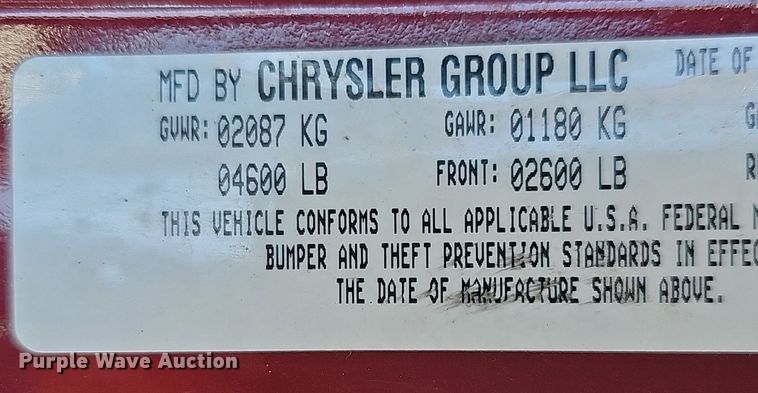 MFD BY CHRYSLER GROUP LLC DATE OF
GVWR: 02087 KG GAWR: 01180 KG
04600 LB FRONT: 02600 LB
THIS VEHICLE CONFORMS TO ALL APPLICABLE U.S.A. FEDERAL
BUMPER AND THEFT PREVENTION STANDARDS IN EFFEC
THE DATE OF MANUFACTURE SHOWN ABOVE.
Purple Wave Auction